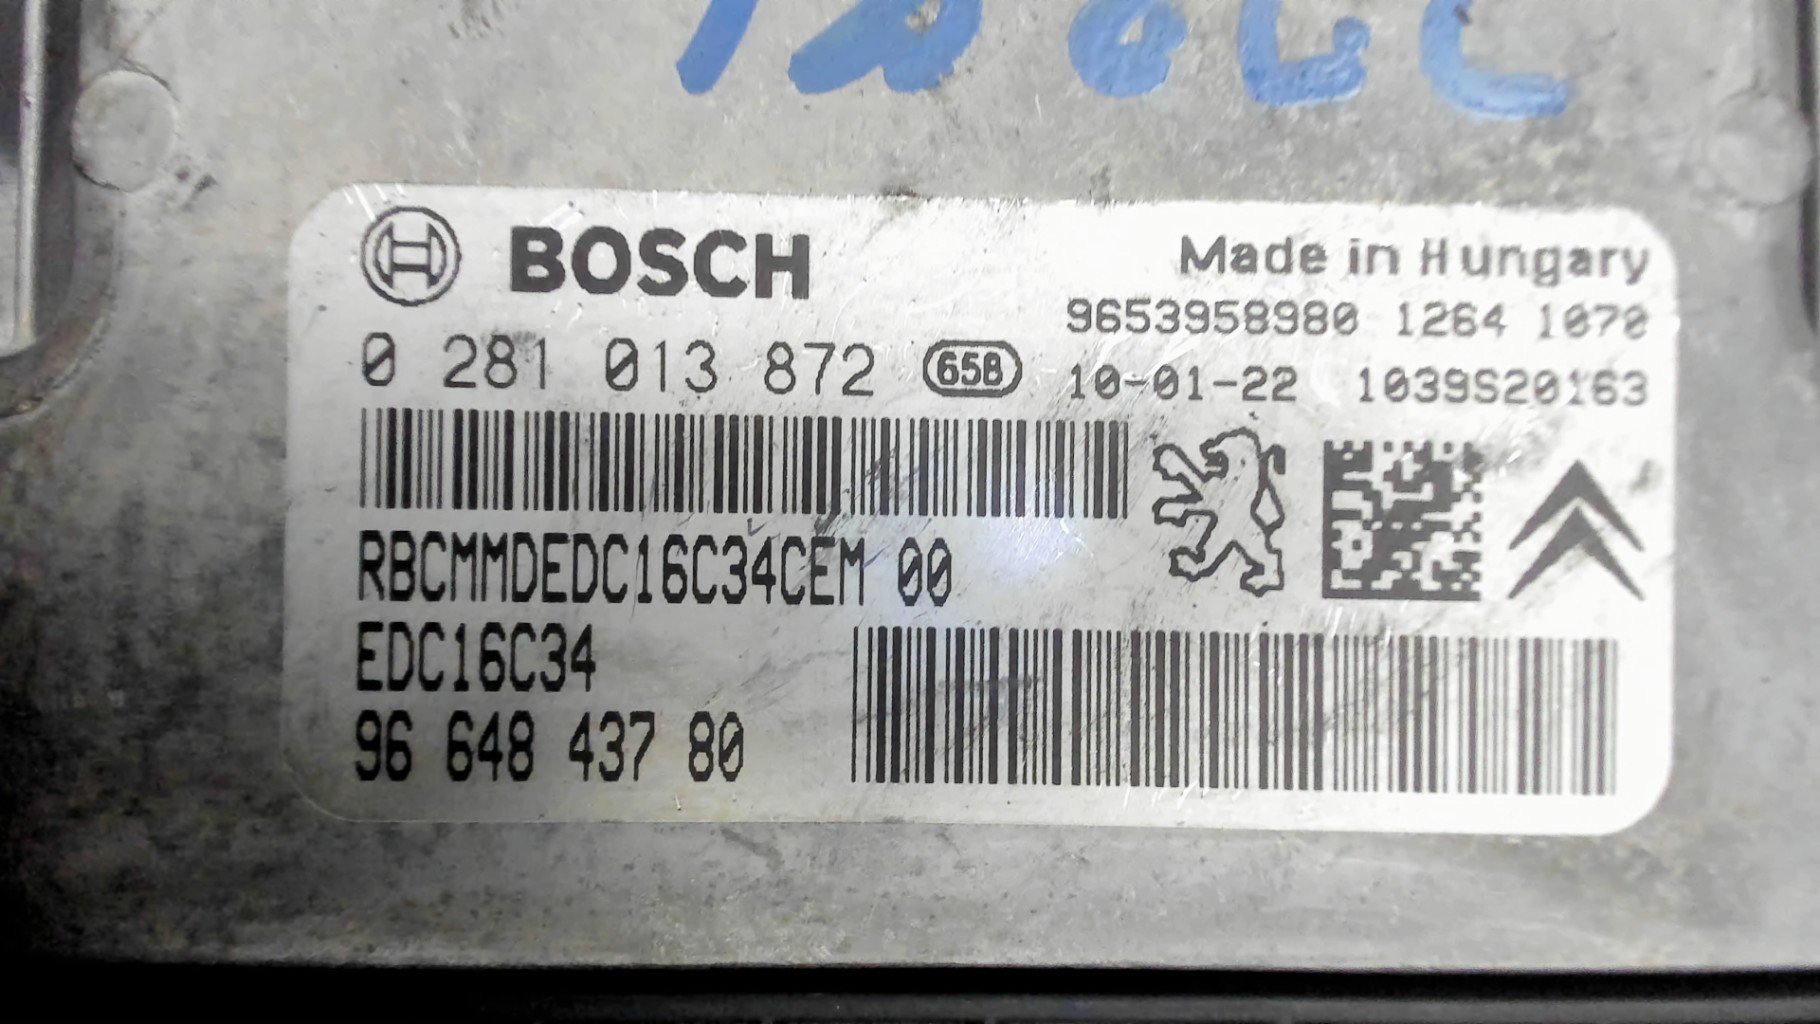 BOSCH
Made in Hungary
9653958980 1264 1070
0 281 013 872 65B
10-01-22 1039S20163
RBCMMDEDC16C34CEM 00
EDC16C34
96 648 437 80